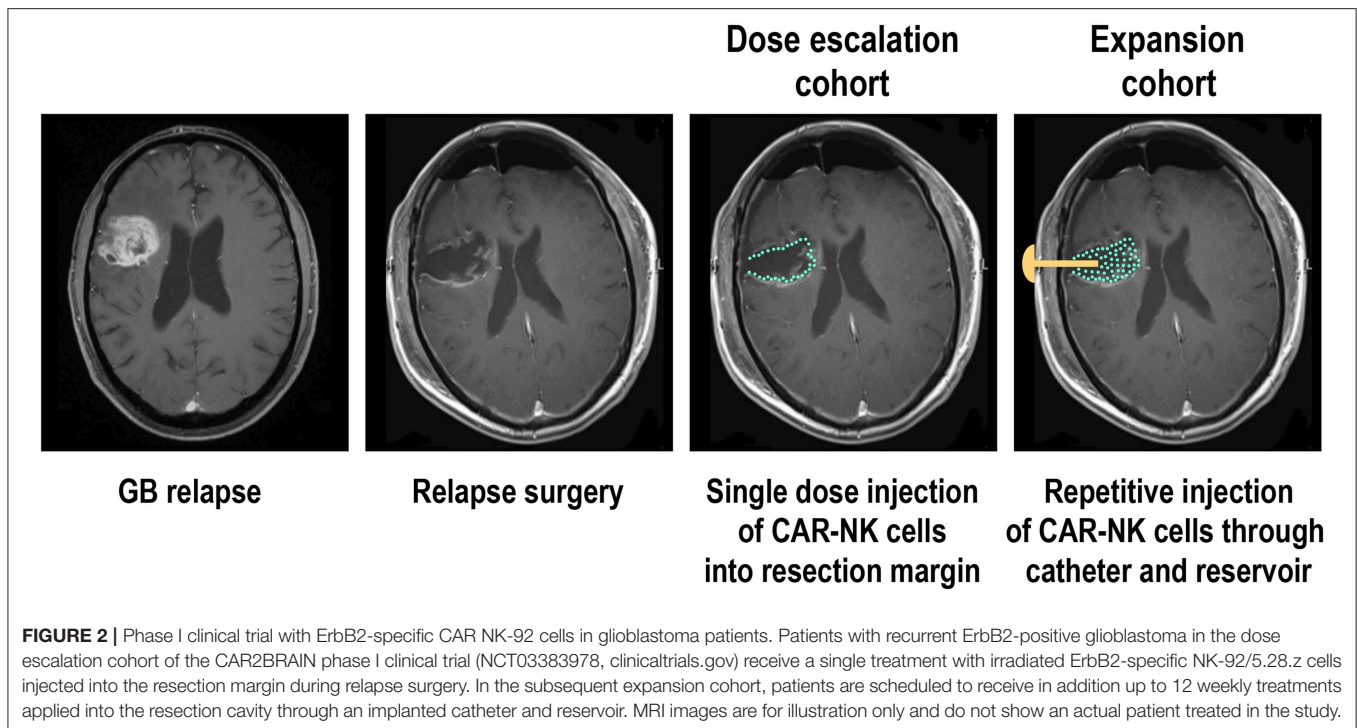 Dose escalation
cohort
Expansion
cohort
L
L
L
GB relapse
Relapse surgery
Single dose injection
of CAR-NK cells
into resection margin
Repetitive injection
of CAR-NK cells through
catheter and reservoir
FIGURE 2 | Phase I clinical trial with ErbB2-specific CAR NK-92 cells in glioblastoma patients. Patients with recurrent ErbB2-positive glioblastoma in the dose
escalation cohort of the CAR2BRAIN phase I clinical trial (NCT03383978, clinicaltrials.gov) receive a single treatment with irradiated ErbB2-specific NK-92/5.28.z cells
injected into the resection margin during relapse surgery. In the subsequent expansion cohort, patients are scheduled to receive in addition up to 12 weekly treatments
applied into the resection cavity through an implanted catheter and reservoir. MRI images are for illustration only and do not show an actual patient treated in the study.